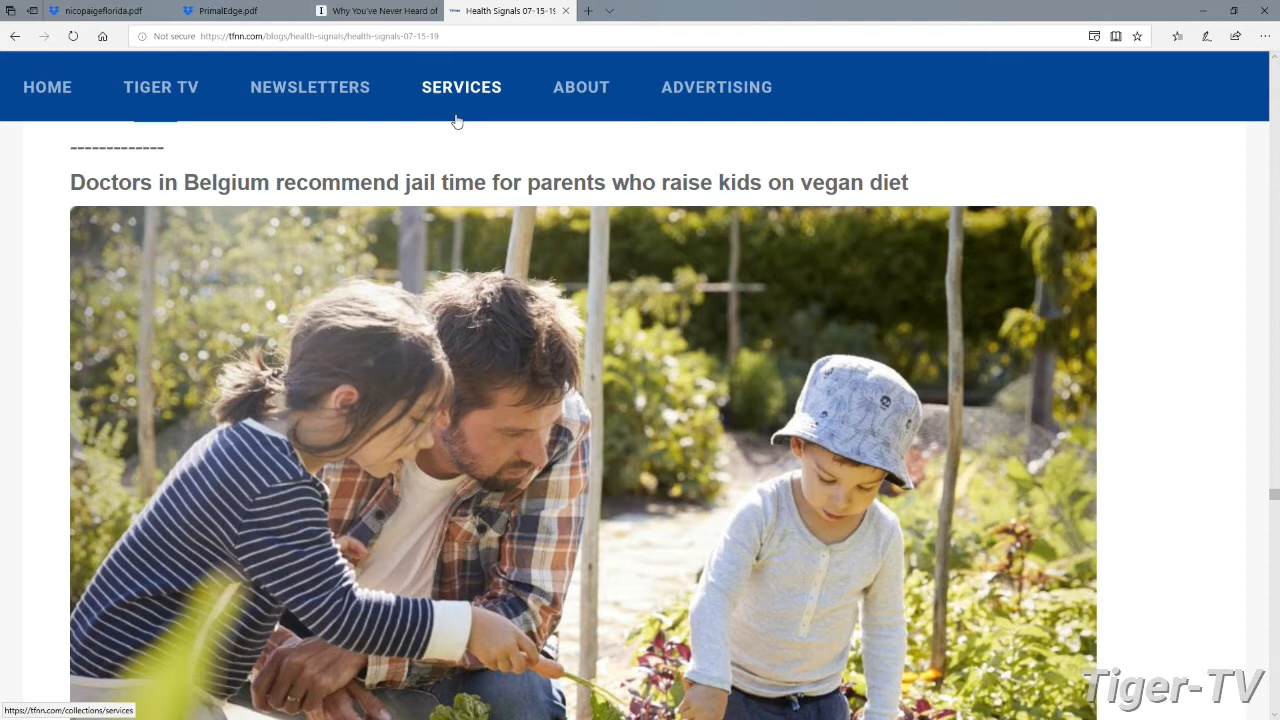 nicopaigeflorida.pdf
PrimalEdge.pdf
Why You've Never Heard of
Health Signals 07-15-19
Not secure https://tfnn.com/blogs/health-signals/health-signals-07-15-19
HOME TIGER TV NEWSLETTERS SERVICES ABOUT ADVERTISING
-------------
Doctors in Belgium recommend jail time for parents who raise kids on vegan diet
Tiger-TV
https://tfnn.com/collections/services